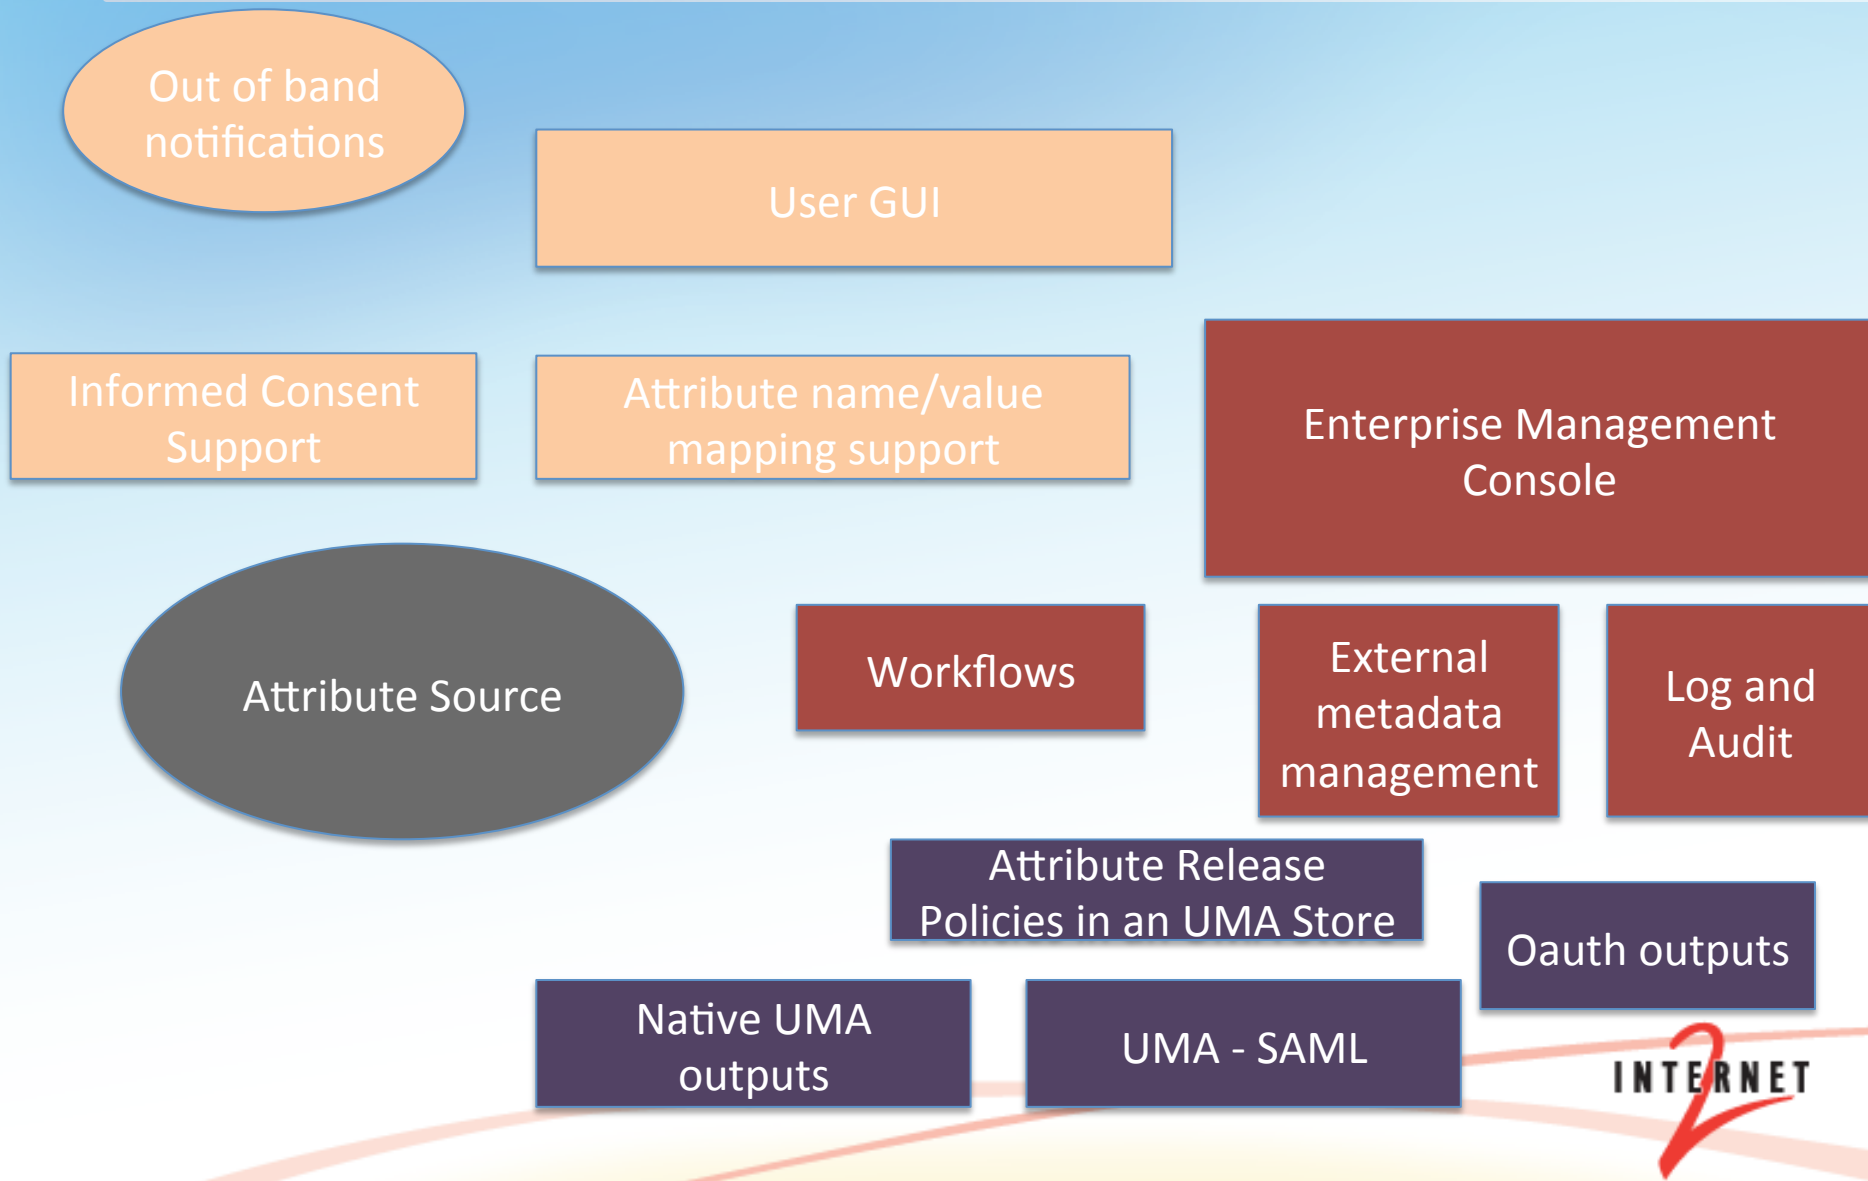 Out of band
notifications
User GUI
Informed Consent
Support
Attribute name/value
mapping support
Enterprise Management
Console
Attribute Source
Workflows
External
metadata
management
Log and
Audit
Attribute Release
Policies in an UMA Store
Oauth outputs
Native UMA
outputs
UMA - SAML
INTERNET
2